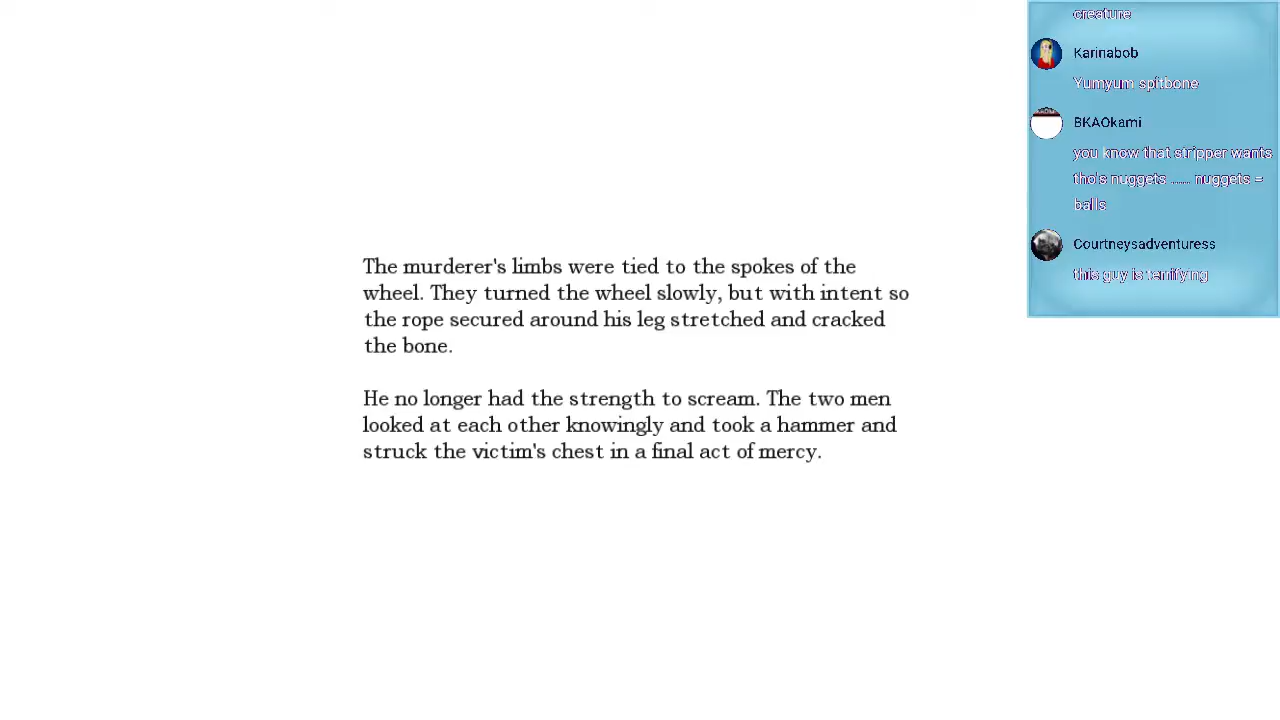 The murderer's limbs were tied to the spokes of the
wheel. They turned the wheel slowly, but with intent so
the rope secured around his leg stretched and cracked
the bone.
He no longer had the strength to scream. The two men
looked at each other knowingly and took a hammer and
struck the victim's chest in a final act of mercy.
creature
Karinabob
Yumyum spitbone
BKAOkami
you know that stripper wants
tho's nuggets ...... nuggets =
balls
Courtneysadventuress
this guy is terrifying